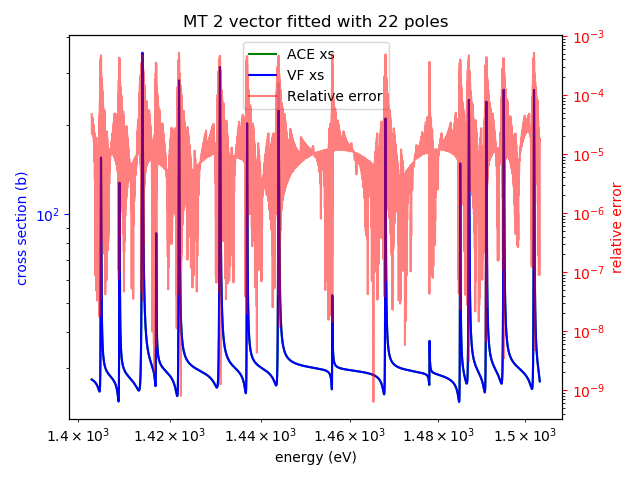 MT 2 vector fitted with 22 poles
ACE xs
VF xs
Relative error
cross section (b)
10²
10⁻³
10⁻⁴
10⁻⁵
10⁻⁶
10⁻⁷
10⁻⁸
10⁻⁹
relative error
1.4 × 10³ 1.42 × 10³ 1.44 × 10³ 1.46 × 10³ 1.48 × 10³ 1.5 × 10³
energy (eV)